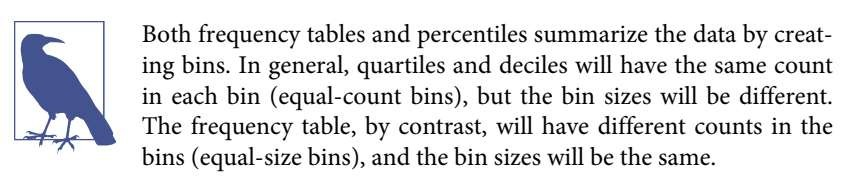 Both frequency tables and percentiles summarize the data by creat-
ing bins. In general, quartiles and deciles will have the same count
in each bin (equal-count bins), but the bin sizes will be different.
The frequency table, by contrast, will have different counts in the
bins (equal-size bins), and the bin sizes will be the same.